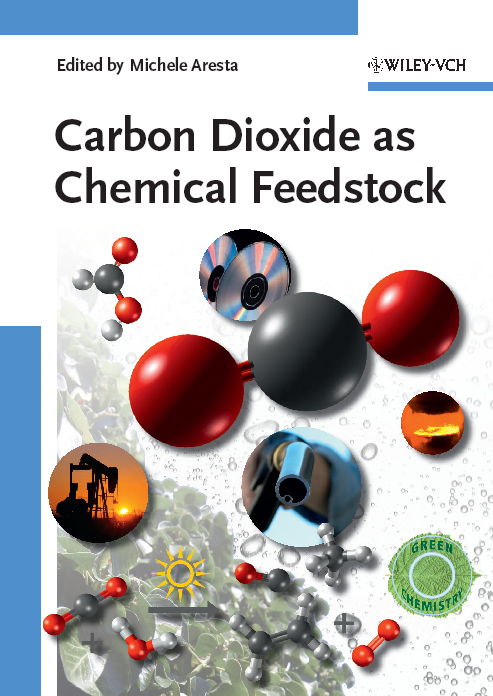 Edited by Michele Aresta
WILEY-VCH
Carbon Dioxide as
Chemical Feedstock
GREEN
CHEMISTRY
+
+